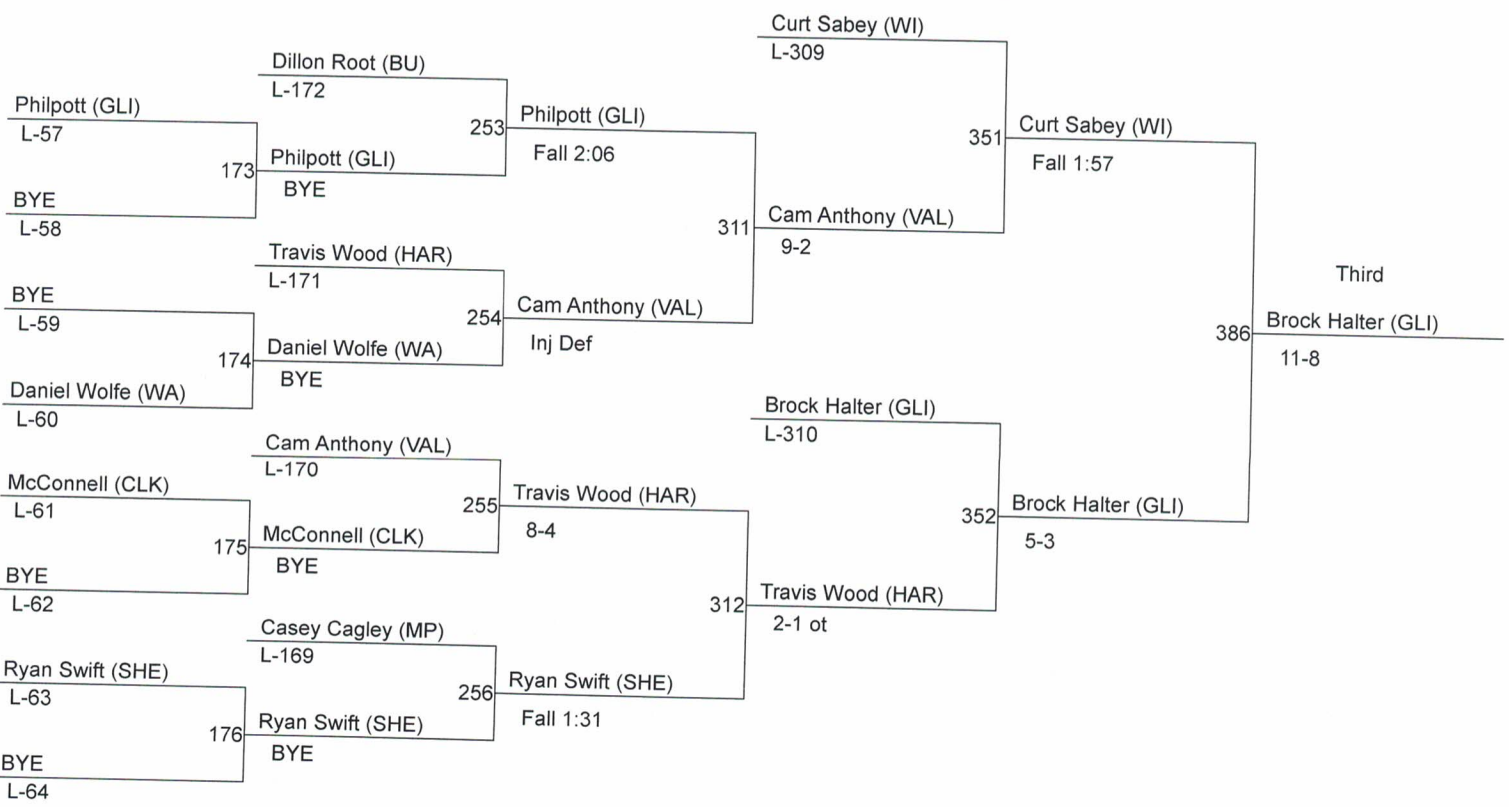 Philpott (GLI)
L-57
BYE
L-58
173
BYE
L-59
Daniel Wolfe (WA)
L-60
174
McConnell (CLK)
L-61
BYE
L-62
175
Ryan Swift (SHE)
L-63
BYE
L-64
176
Dillon Root (BU)
L-172
Philpott (GLI)
BYE
253
Travis Wood (HAR)
L-171
Daniel Wolfe (WA)
BYE
254
Cam Anthony (VAL)
L-170
McConnell (CLK)
BYE
255
Casey Cagley (MP)
L-169
Ryan Swift (SHE)
BYE
256
Philpott (GLI)
Fall 2:06
Cam Anthony (VAL)
Inj Def
311
Travis Wood (HAR)
8-4
Ryan Swift (SHE)
Fall 1:31
312
Curt Sabey (WI)
L-309
Cam Anthony (VAL)
9-2
351
Brock Halter (GLI)
L-310
Travis Wood (HAR)
2-1 ot
352
Curt Sabey (WI)
Fall 1:57
Brock Halter (GLI)
5-3
386
Third
Brock Halter (GLI)
11-8